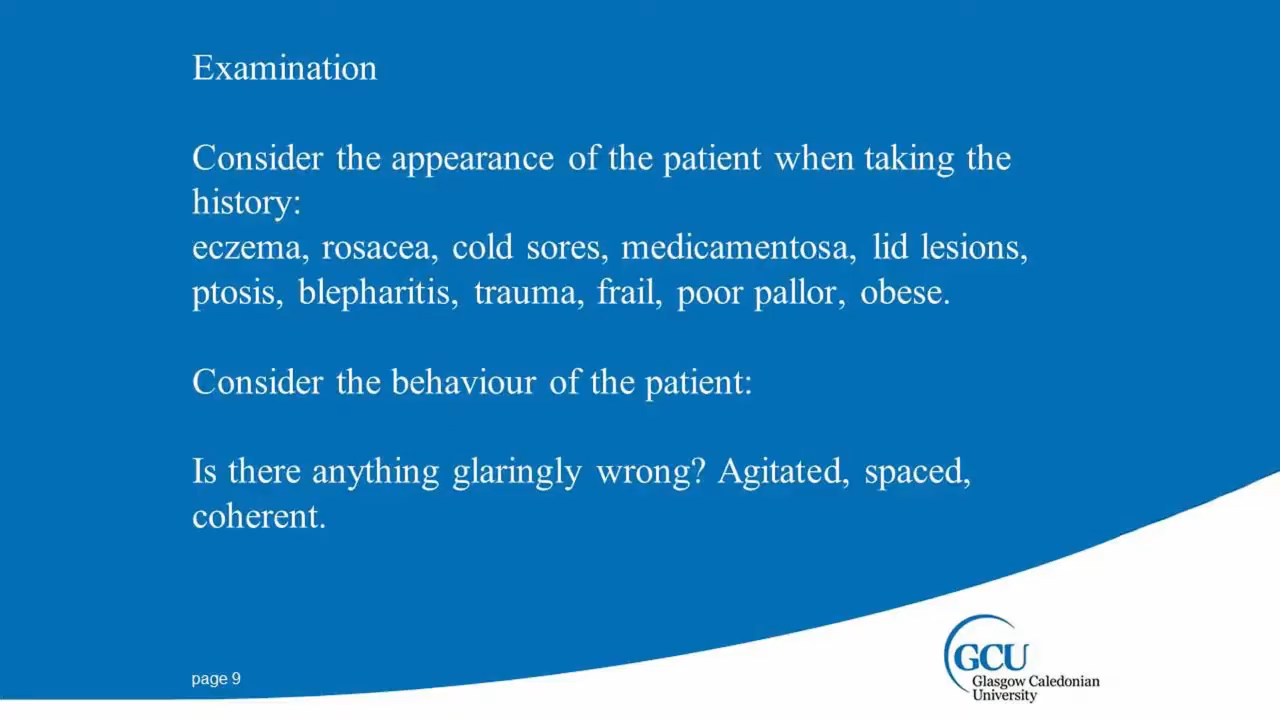 Examination
Consider the appearance of the patient when taking the
history:
eczema, rosacea, cold sores, medicamentosa, lid lesions,
ptosis, blepharitis, trauma, frail, poor pallor, obese.
Consider the behaviour of the patient:
Is there anything glaringly wrong? Agitated, spaced,
coherent.
page 9
GCU
Glasgow Caledonian
University